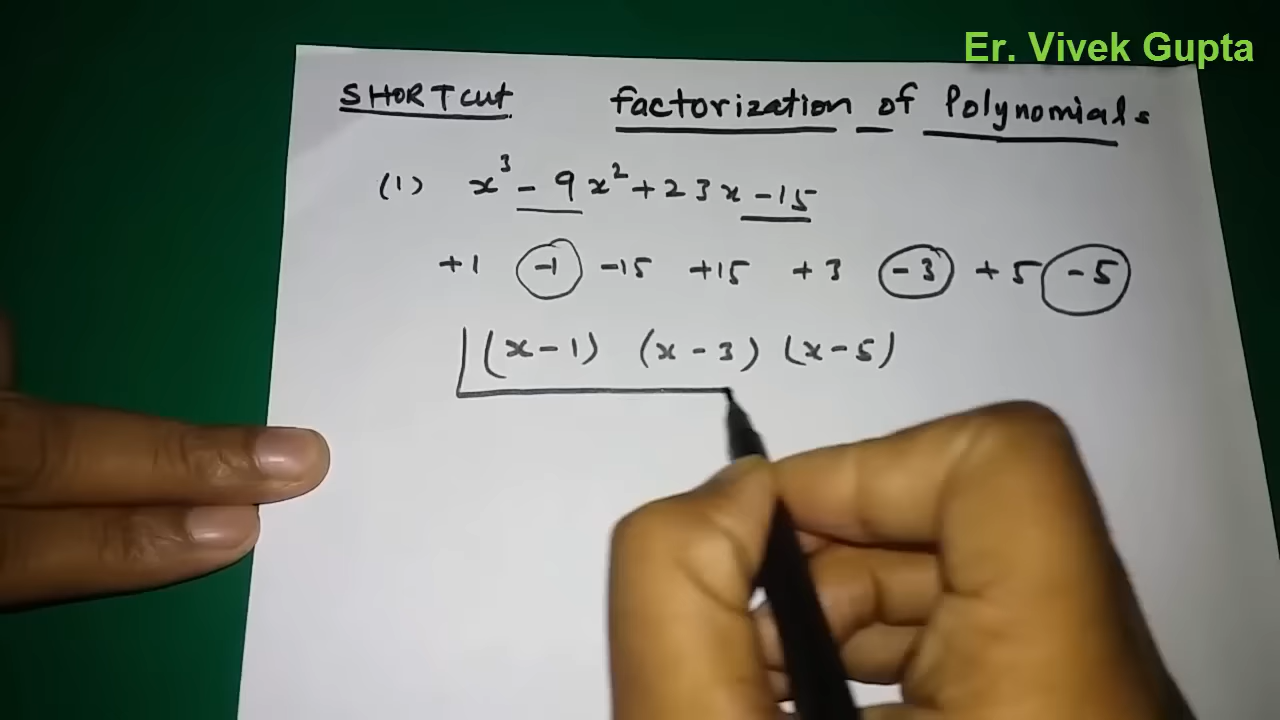 Er. Vivek Gupta
SHORTcut factorization of Polynomials
(1) x³ - 9x² + 23x - 15
+1 -1 -15 +15 +3 -3 +5 -5
(x-1) (x-3) (x-5)